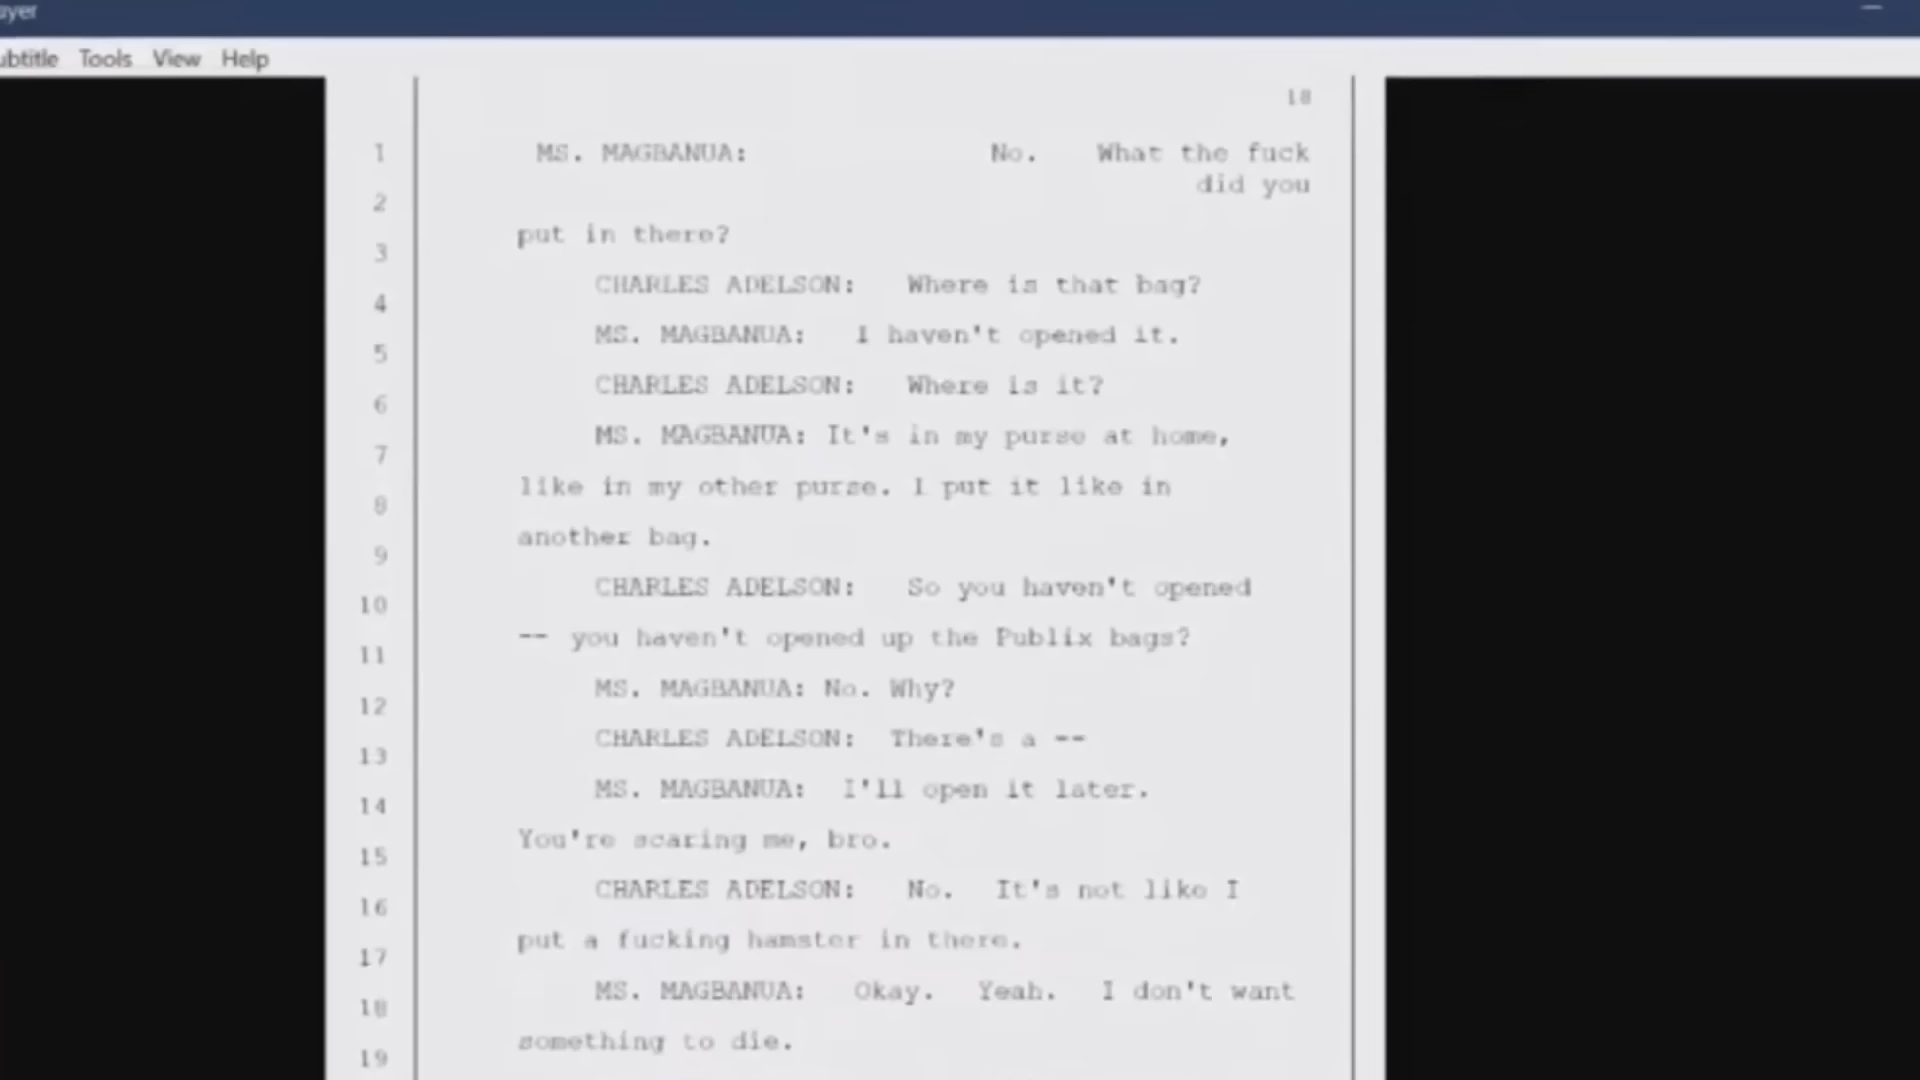 ayer
ubtitle Tools View Help
18
1 MS. MAGBANUA: No. What the fuck
did you
2
put in there?
3
CHARLES ADELSON: Where is that bag?
4
MS. MAGBANUA: I haven't opened it.
5
CHARLES ADELSON: Where is it?
6
MS. MAGBANUA: It's in my purse at home,
7
like in my other purse. I put it like in
8
another bag.
9
CHARLES ADELSON: So you haven't opened
10
-- you haven't opened up the Publix bags?
11
MS. MAGBANUA: No. Why?
12
CHARLES ADELSON: There's a --
13
MS. MAGBANUA: I'll open it later.
14
You're scaring me, bro.
15
CHARLES ADELSON: No. It's not like I
16
put a fucking hamster in there.
17
MS. MAGBANUA: Okay. Yeah. I don't want
18
something to die.
19